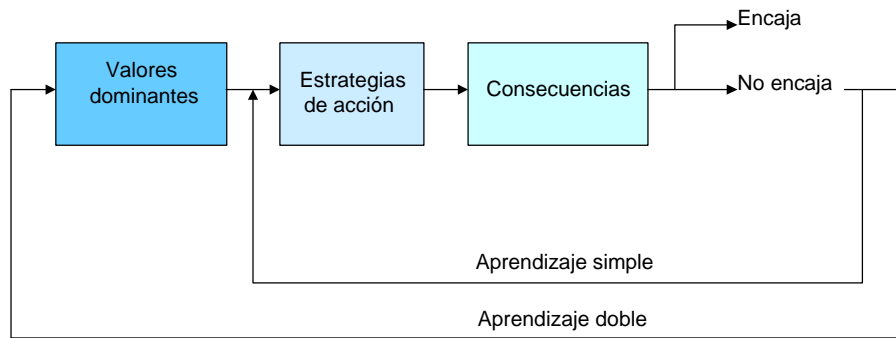 Valores
dominantes
Estrategias
de acción
Consecuencias
Encaja
No encaja
Aprendizaje simple
Aprendizaje doble